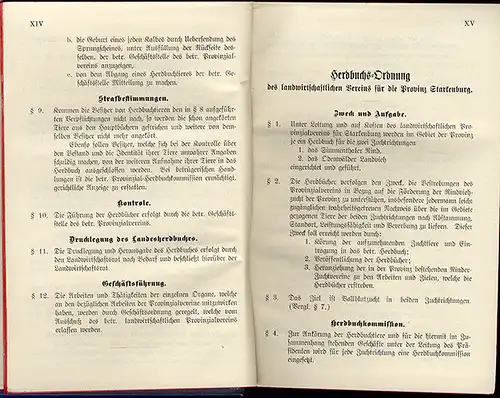 XIV
b. die Geburt eines jeden Kalbes durch Uebersendung des
Sprungscheines, unter Ausfüllung der Rückseite des-
selben, der betr. Geschäftsstelle des betr. Provinzial-
vereins anzuzeigen,
c. von dem Abgang eines Herdbuchtieres der betr. Ge-
schäftsstelle Mitteilung zu machen.
Strafbestimmungen.
§ 9. Kommen die Besitzer von Herdbuchtieren den in § 8 aufgeführ-
ten Verpflichtungen nicht nach, so werden die schon angekörten
Tiere aus den Hauptbüchern gestrichen und weitere von dem-
selben Besitzer nicht mehr angekört.
Ebenso sollen Besitzer, welche sich bei der Kontrolle über
den Bestand und die Identität ihrer Tiere unwahrer Angaben
schuldig machen, von der weiteren Aufnahme ihrer Tiere in das
Herdbuch ausgeschlossen werden. Bei betrügerischen Hand-
lungen ist die betr. Provinzial-Herdbuchkommission ermächtigt,
gerichtliche Anzeige zu erstatten.
Kontrole.
§ 10. Die Führung der Herdbücher erfolgt durch die betr. Geschäfts-
stelle des betr. Provinzialvereins.
Drucklegung des Landesherdbuches.
§ 11. Die Drucklegung und Herausgabe des Herdbuches erfolgt durch
den Landwirtschaftsrat nach Bedarf und beschließt hierüber der
Landwirtschaftsrat.
Geschäftsführung.
§ 12. Die Arbeiten und Thätigkeiten der einzelnen Organe, welche
an den bezüglichen Arbeiten der Provinzialvereine mitzuwirken
haben, werden durch Geschäftsordnung geregelt, welche vom
Ausschuß des betr. landwirtschaftlichen Provinzialvereins
erlassen werden.
XV
Herdbuchs-Ordnung
des landwirtschaftlichen Vereins für die Provinz Starkenburg.
Zweck und Aufgabe.
§ 1. Unter Leitung und auf Kosten des landwirtschaftlichen Pro-
vinzialvereins für Starkenburg werden im Gebiet der Provinz
je ein Herdbuch für die zwei Zuchtrichtungen
1. das Simmenthaler Rind,
2. das Odenwälder Landvieh
eingerichtet und geführt.
§ 2. Die Herdbücher verfolgen den Zweck, die Bestrebungen des
Provinzialvereins in Bezug auf die Förderung der Rindvieh-
zucht der Provinz zu unterstützen, insbesondere jedermann leicht
zugänglichen wahrheitsgetreuen Nachweis über die im Gebiete
gezogenen Tiere der beiden Zuchtrichtungen nach Abstammung,
Standort, Leistungsfähigkeit und Vererbung zu liefern. Dieser
Zweck soll erreicht werden durch:
1. Körung der aufzunehmenden Zuchttiere und Ein-
tragung in das betr. Herdbuch;
2. Veröffentlichung der Herdbücher;
3. Heranziehung der in der Provinz bestehenden Rinder-
Zuchtvereine zu den Arbeiten und Zielen, welche die
Herdbücher erstreben.
§ 3. Das Ziel ist Vollblutzucht in beiden Zuchtrichtungen.
(Vergl. § 7.)
Herdbuchkommission.
§ 4. Zur Ankörung der Herdbuchtiere und für die hiermit im Zu-
sammenhang stehenden Geschäfte unter der Leitung des Prä-
sidenten wird für jede Zuchtrichtung eine Herdbuchkommission
eingesetzt.